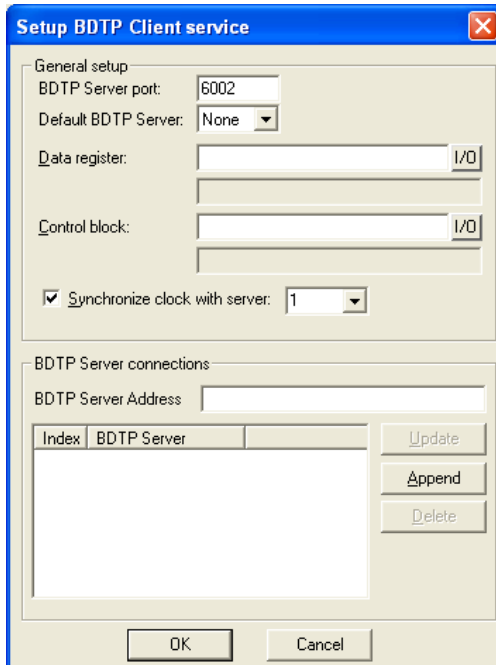 Setup BDTP Client service
General setup
BDTP Server port: 6002
Default BDTP Server: None
Data register: I/O
Control block: I/O
Synchronize clock with server: 1
BDTP Server connections
BDTP Server Address
Index BDTP Server
Update
Append
Delete
OK Cancel